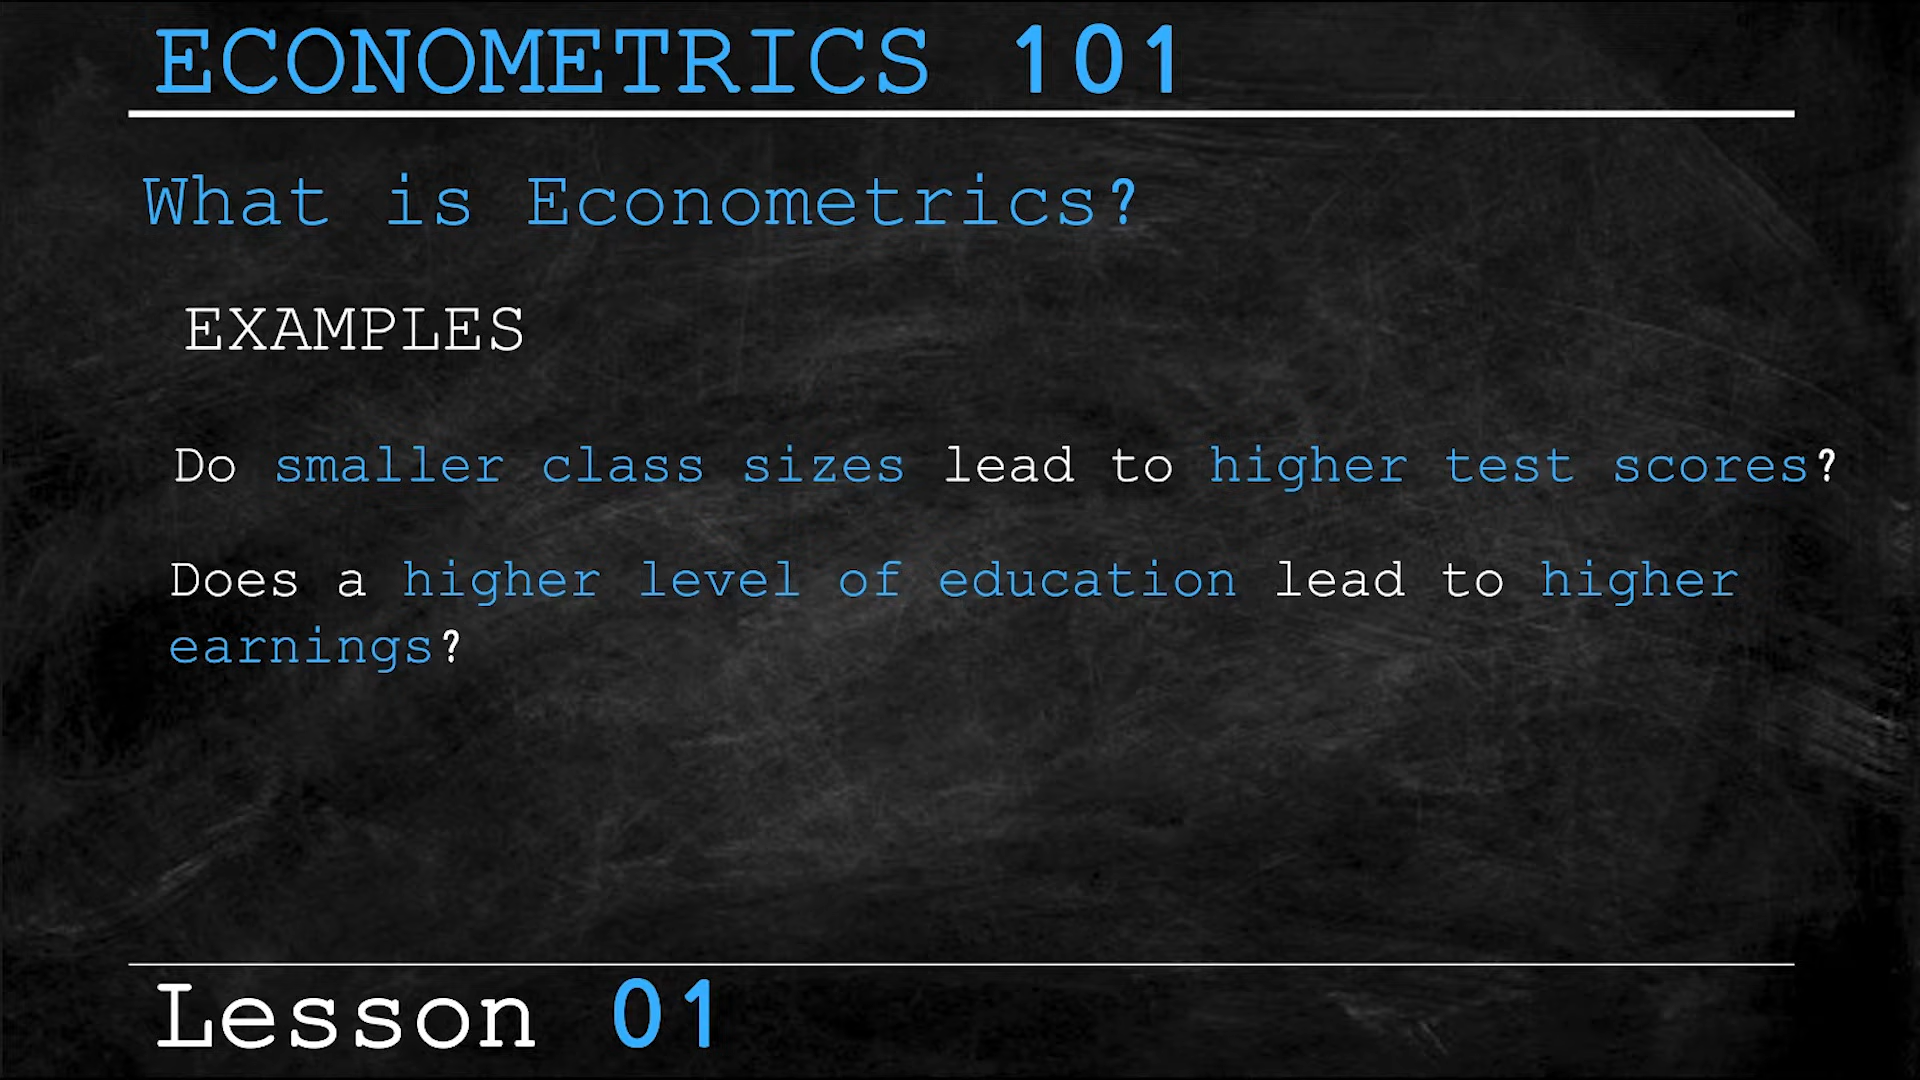 ECONOMETRICS 101
What is Econometrics?
EXAMPLES
Do smaller class sizes lead to higher test scores?
Does a higher level of education lead to higher
earnings?
Lesson 01